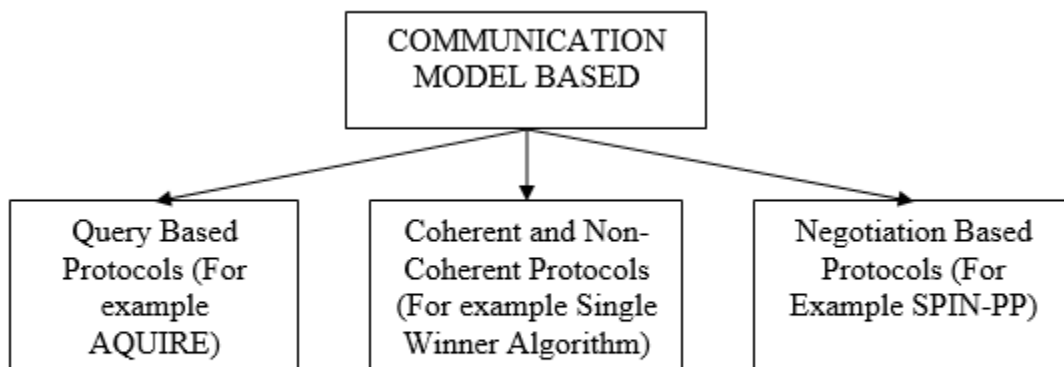 COMMUNICATION
MODEL BASED
Query Based
Protocols (For
example
AQUIRE)
Coherent and Non-
Coherent Protocols
(For example Single
Winner Algorithm)
Negotiation Based
Protocols (For
Example SPIN-PP)